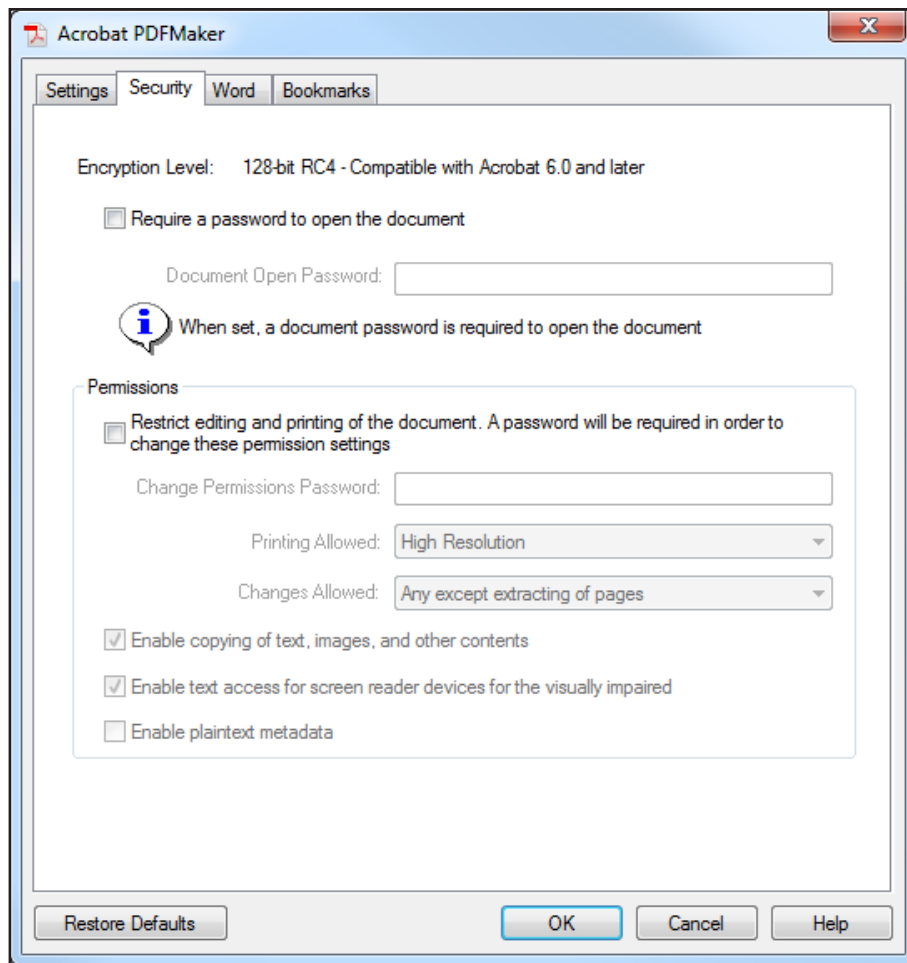 Acrobat PDFMaker
Settings Security Word Bookmarks
Encryption Level: 128-bit RC4 - Compatible with Acrobat 6.0 and later
Require a password to open the document
Document Open Password:
i When set, a document password is required to open the document
Permissions
Restrict editing and printing of the document. A password will be required in order to
change these permission settings
Change Permissions Password:
Printing Allowed: High Resolution
Changes Allowed: Any except extracting of pages
Enable copying of text, images, and other contents
Enable text access for screen reader devices for the visually impaired
Enable plaintext metadata
Restore Defaults OK Cancel Help